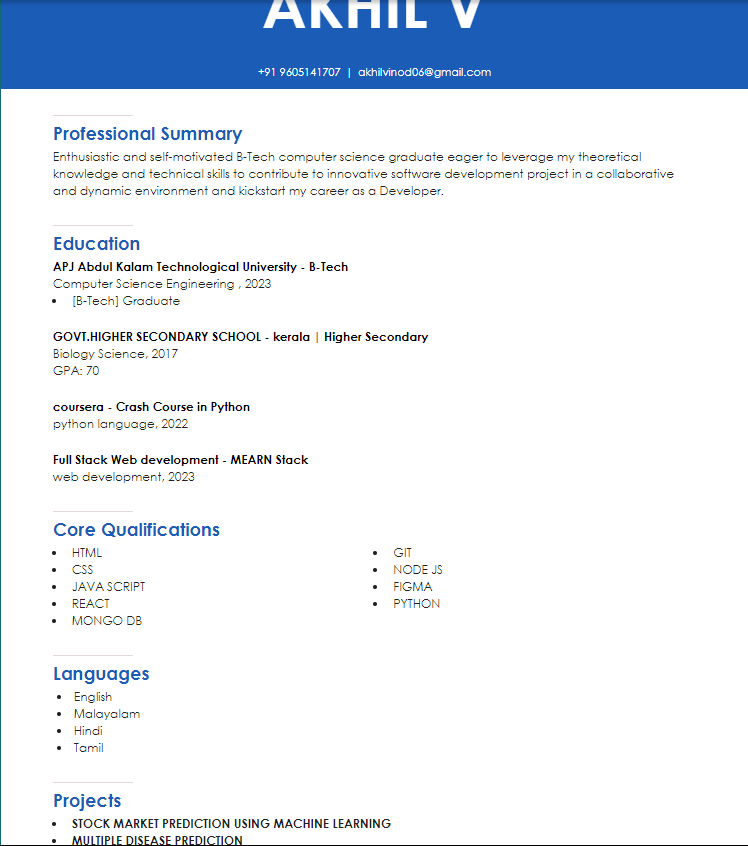 AKHIL V
+91 9605141707 | akhilvinod06@gmail.com
Professional Summary
Enthusiastic and self-motivated B-Tech computer science graduate eager to leverage my theoretical
knowledge and technical skills to contribute to innovative software development project in a collaborative
and dynamic environment and kickstart my career as a Developer.
Education
APJ Abdul Kalam Technological University - B-Tech
Computer Science Engineering , 2023
• [B-Tech] Graduate
GOVT.HIGHER SECONDARY SCHOOL - kerala | Higher Secondary
Biology Science, 2017
GPA: 70
coursera - Crash Course in Python
python language, 2022
Full Stack Web development - MEARN Stack
web development, 2023
Core Qualifications
• HTML
• CSS
• JAVA SCRIPT
• REACT
• MONGO DB
• GIT
• NODE JS
• FIGMA
• PYTHON
Languages
• English
• Malayalam
• Hindi
• Tamil
Projects
• STOCK MARKET PREDICTION USING MACHINE LEARNING
• MULTIPLE DISEASE PREDICTION